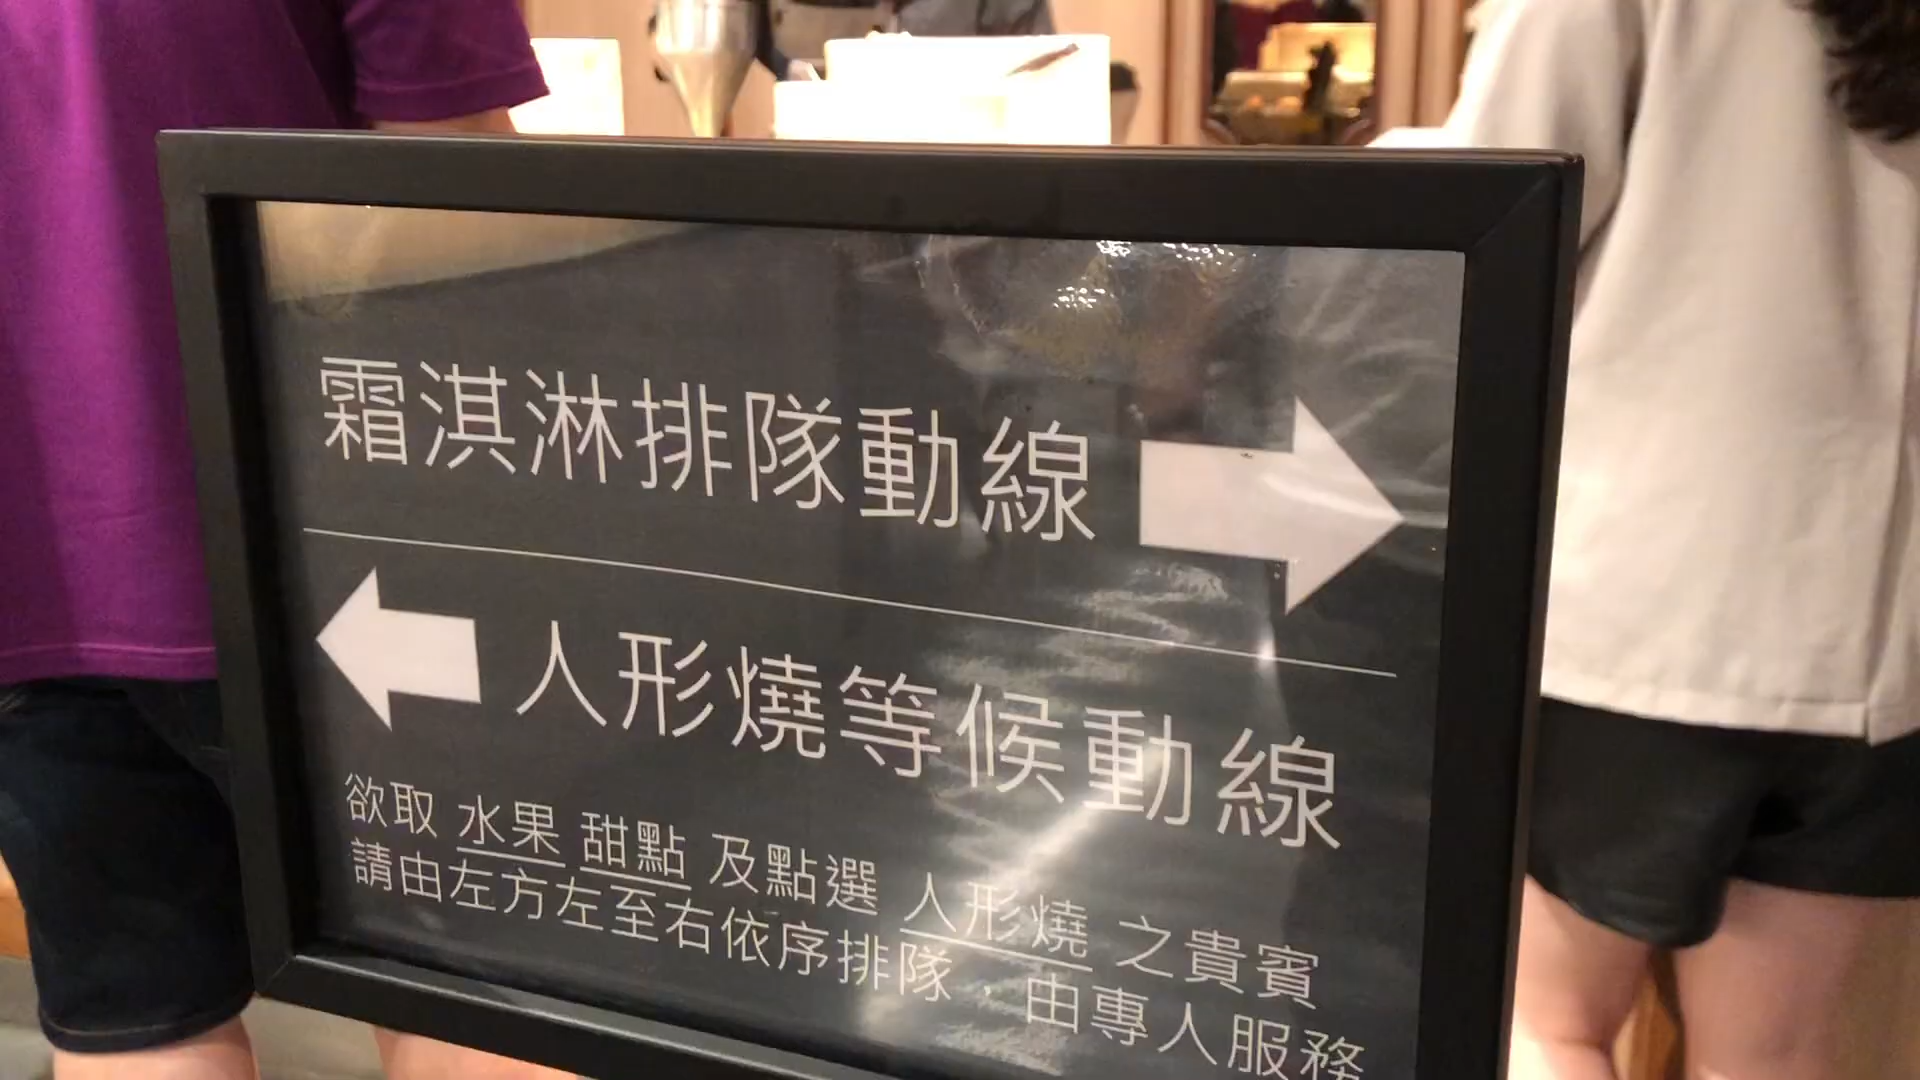 霜淇淋排隊動線
人形燒等候動線
欲取 水果 甜點 及點選 人形燒 之貴賓
請由左方左至右依序排隊，由專人服務